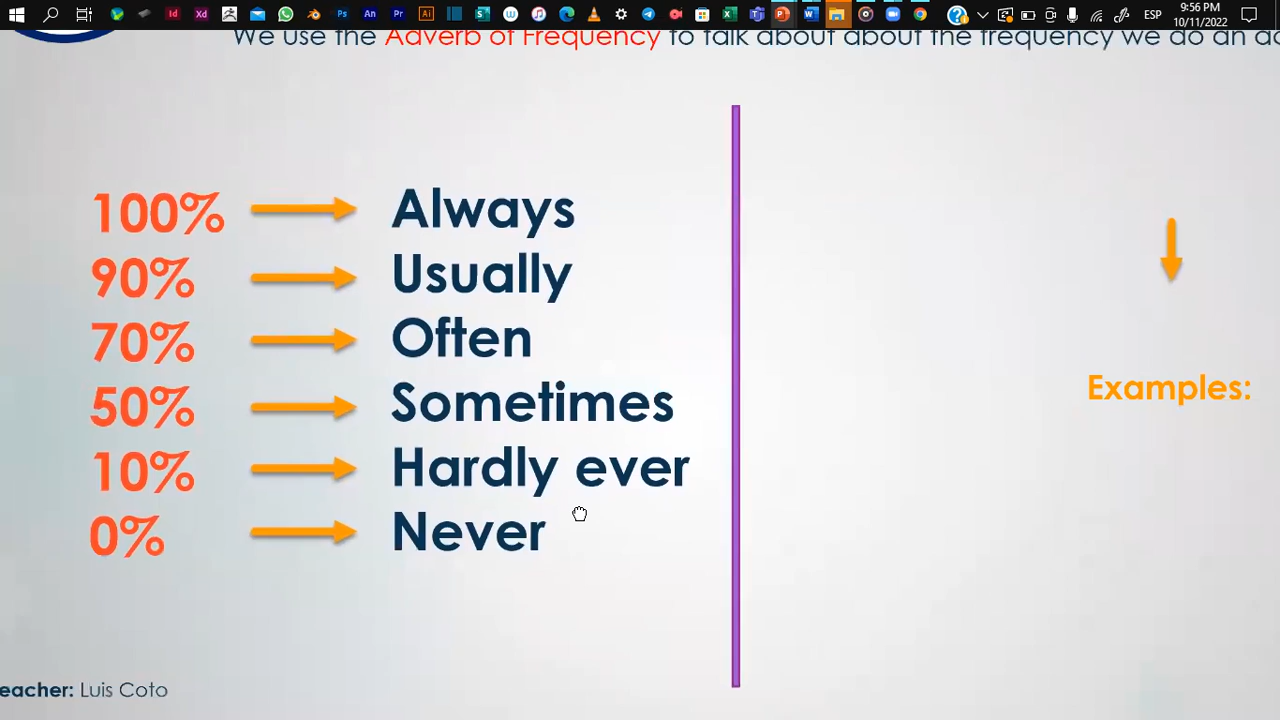 9:56 PM
ESP
10/11/2022
We use the Adverb of Frequency to talk about about the frequency we do an
100% Always
90% Usually
70% Often
50% Sometimes
10% Hardly ever
0% Never
Examples:
eacher: Luis Coto